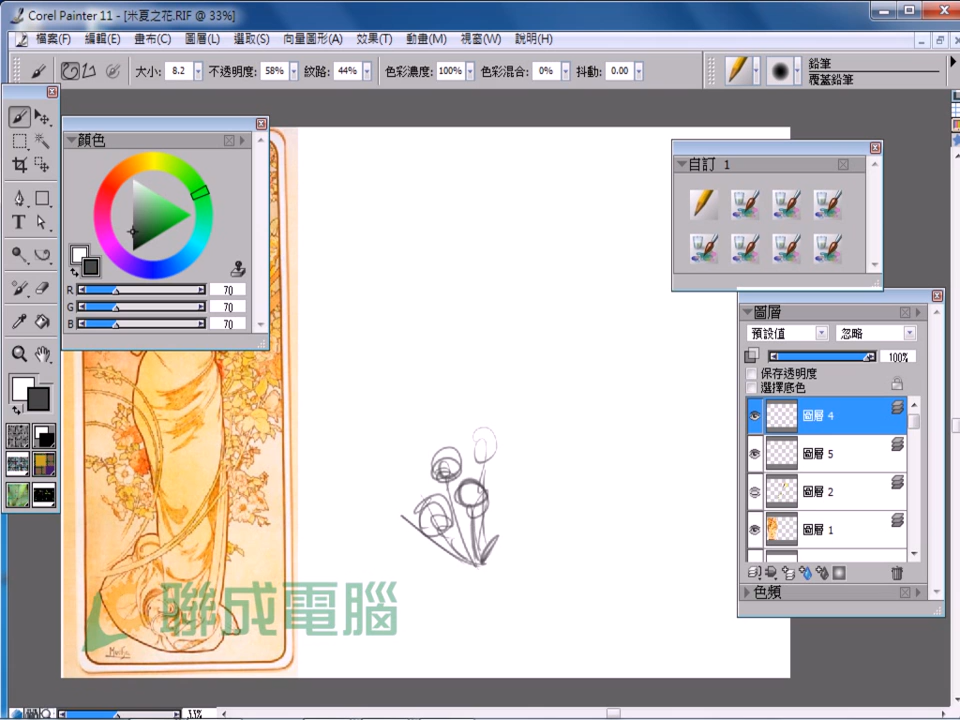 Corel Painter 11 - [米夏之花.RIF @ 33%]
檔案(F) 編輯(E) 畫布(C) 圖層(L) 選取(S) 向量圖形(A) 效果(T) 動畫(M) 視窗(W) 說明(H)
大小: 8.2 不透明度: 58% 紋路: 44% 色彩濃度: 100% 色彩混合: 0% 抖動: 0.00
鉛筆
覆蓋鉛筆
顏色
R 70
G 70
B 70
自訂 1
圖層
預設值 忽略
100%
保存透明度
選擇底色
圖層 4
圖層 5
圖層 2
圖層 1
色頻
聯成電腦
Mucha
33%